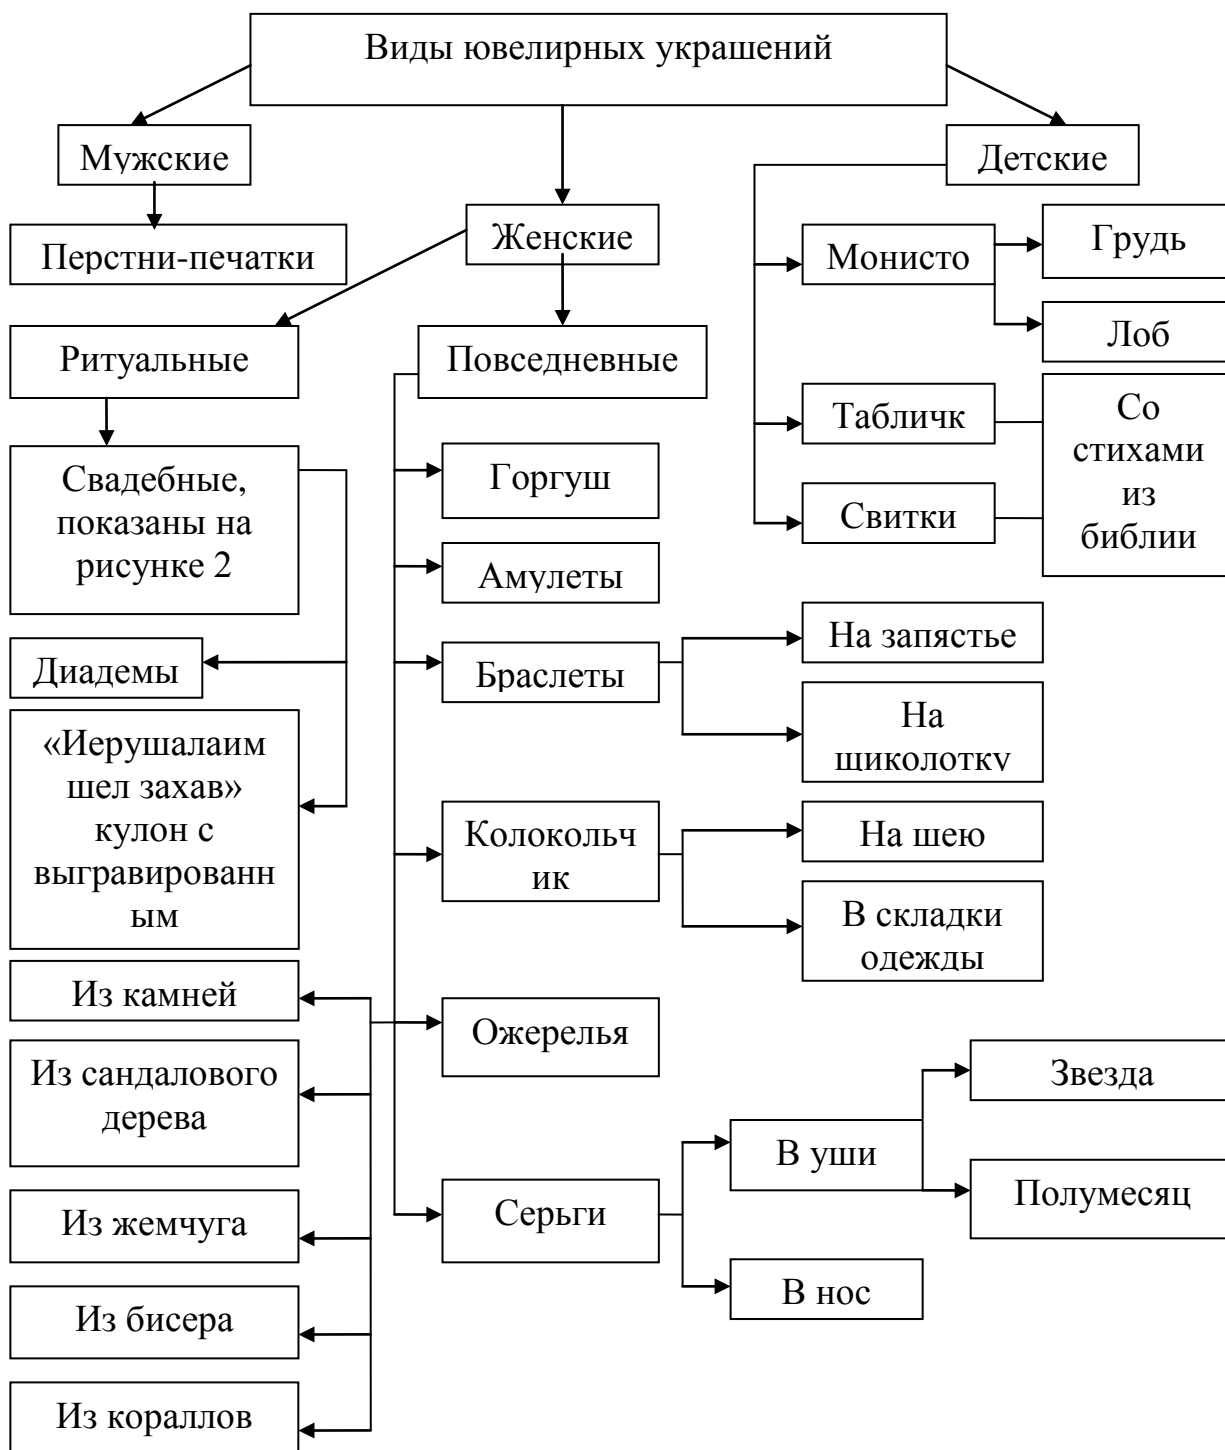 Виды ювелирных украшений
Мужские
Детские
Перстни-печатки
Женские
Монисто
Грудь
Лоб
Ритуальные
Повседневные
Табличк
Свитки
Со
стихами
из
библии
Свадебные,
показаны на
рисунке 2
Горгуш
Амулеты
Браслеты
На запястье
На
щиколотку
Диадемы
«Иерушалаим
шел захав»
кулон с
выгравированн
ым
Колокольч
ик
На шею
В складки
одежды
Из камней
Ожерелья
Из сандалового
дерева
Звезда
В уши
Полумесяц
Из жемчуга
Серьги
В нос
Из бисера
Из кораллов